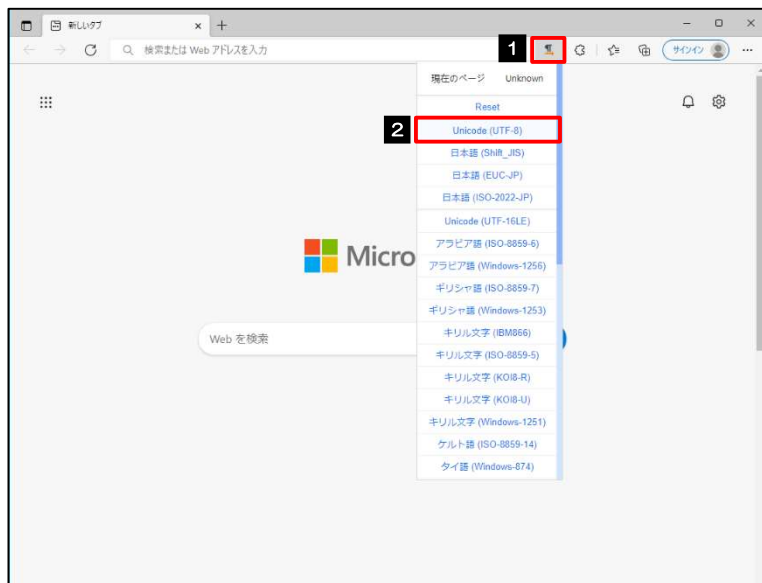 新しいタブ
検索または Web アドレスを入力
1
サインイン
現在のページ Unknown
Reset
2
Unicode (UTF-8)
日本語 (Shift_JIS)
日本語 (EUC-JP)
日本語 (ISO-2022-JP)
Unicode (UTF-16LE)
アラビア語 (ISO-8859-6)
Micro
アラビア語 (Windows-1256)
ギリシャ語 (ISO-8859-7)
ギリシャ語 (Windows-1253)
Web を検索
キリル文字 (IBM866)
キリル文字 (ISO-8859-5)
キリル文字 (KOI8-R)
キリル文字 (KOI8-U)
キリル文字 (Windows-1251)
ケルト語 (ISO-8859-14)
タイ語 (Windows-874)